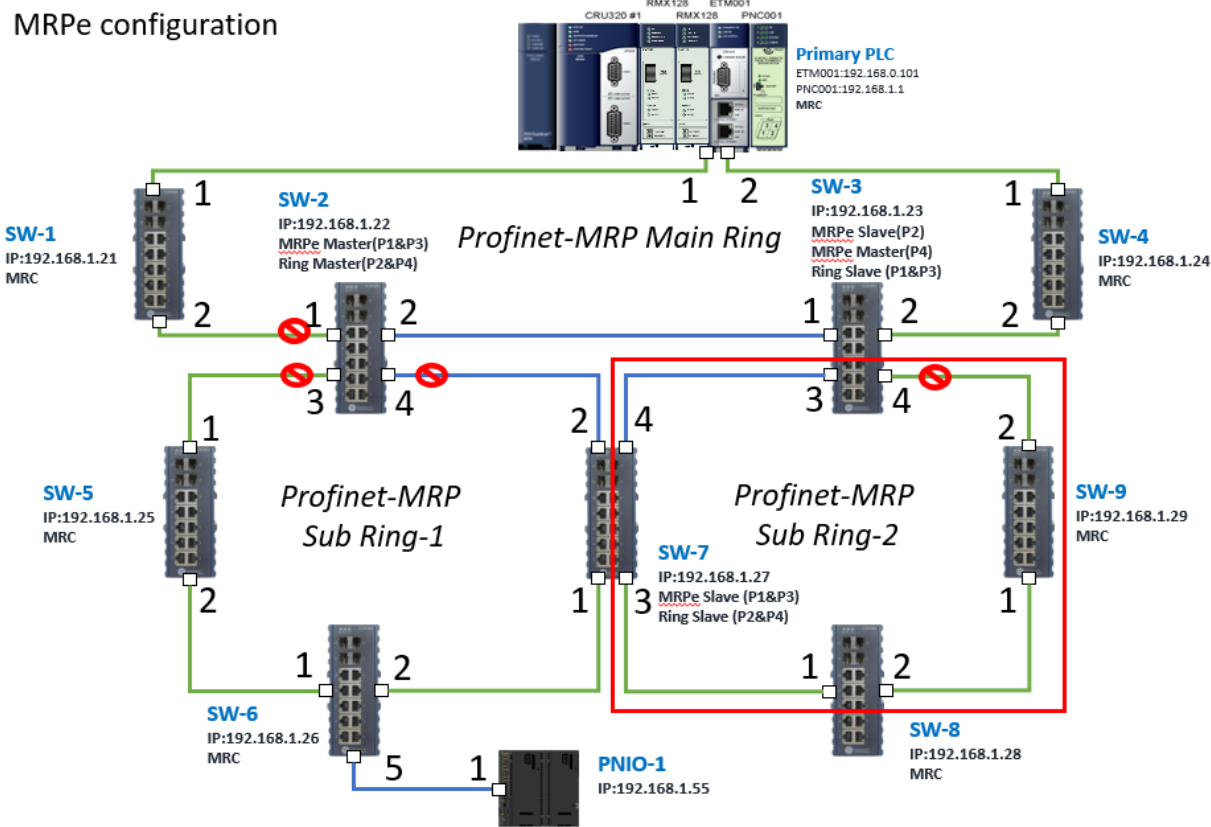 MRPe configuration
RMX128 ETM001
CRU320 #1 RMX128 PNC001
Primary PLC
ETM001:192.168.0.101
PNC001:192.168.1.1
MRC
1 2
1
SW-1
IP:192.168.1.21
MRC
2
SW-2
IP:192.168.1.22
MRPe Master(P1&P3)
Ring Master(P2&P4)
1 2
3 4
Profinet-MRP Main Ring
SW-3
IP:192.168.1.23
MRPe Slave(P2)
MRPe Master(P4)
Ring Slave (P1&P3)
1 2
3 4
1
SW-4
IP:192.168.1.24
MRC
2
1
SW-5
IP:192.168.1.25
MRC
2
Profinet-MRP
Sub Ring-1
2 4
1 3
SW-7
IP:192.168.1.27
MRPe Slave (P1&P3)
Ring Slave (P2&P4)
Profinet-MRP
Sub Ring-2
2
SW-9
IP:192.168.1.29
MRC
1
1 2
SW-6
IP:192.168.1.26
MRC
5 1
PNIO-1
IP:192.168.1.55
1 2
SW-8
IP:192.168.1.28
MRC